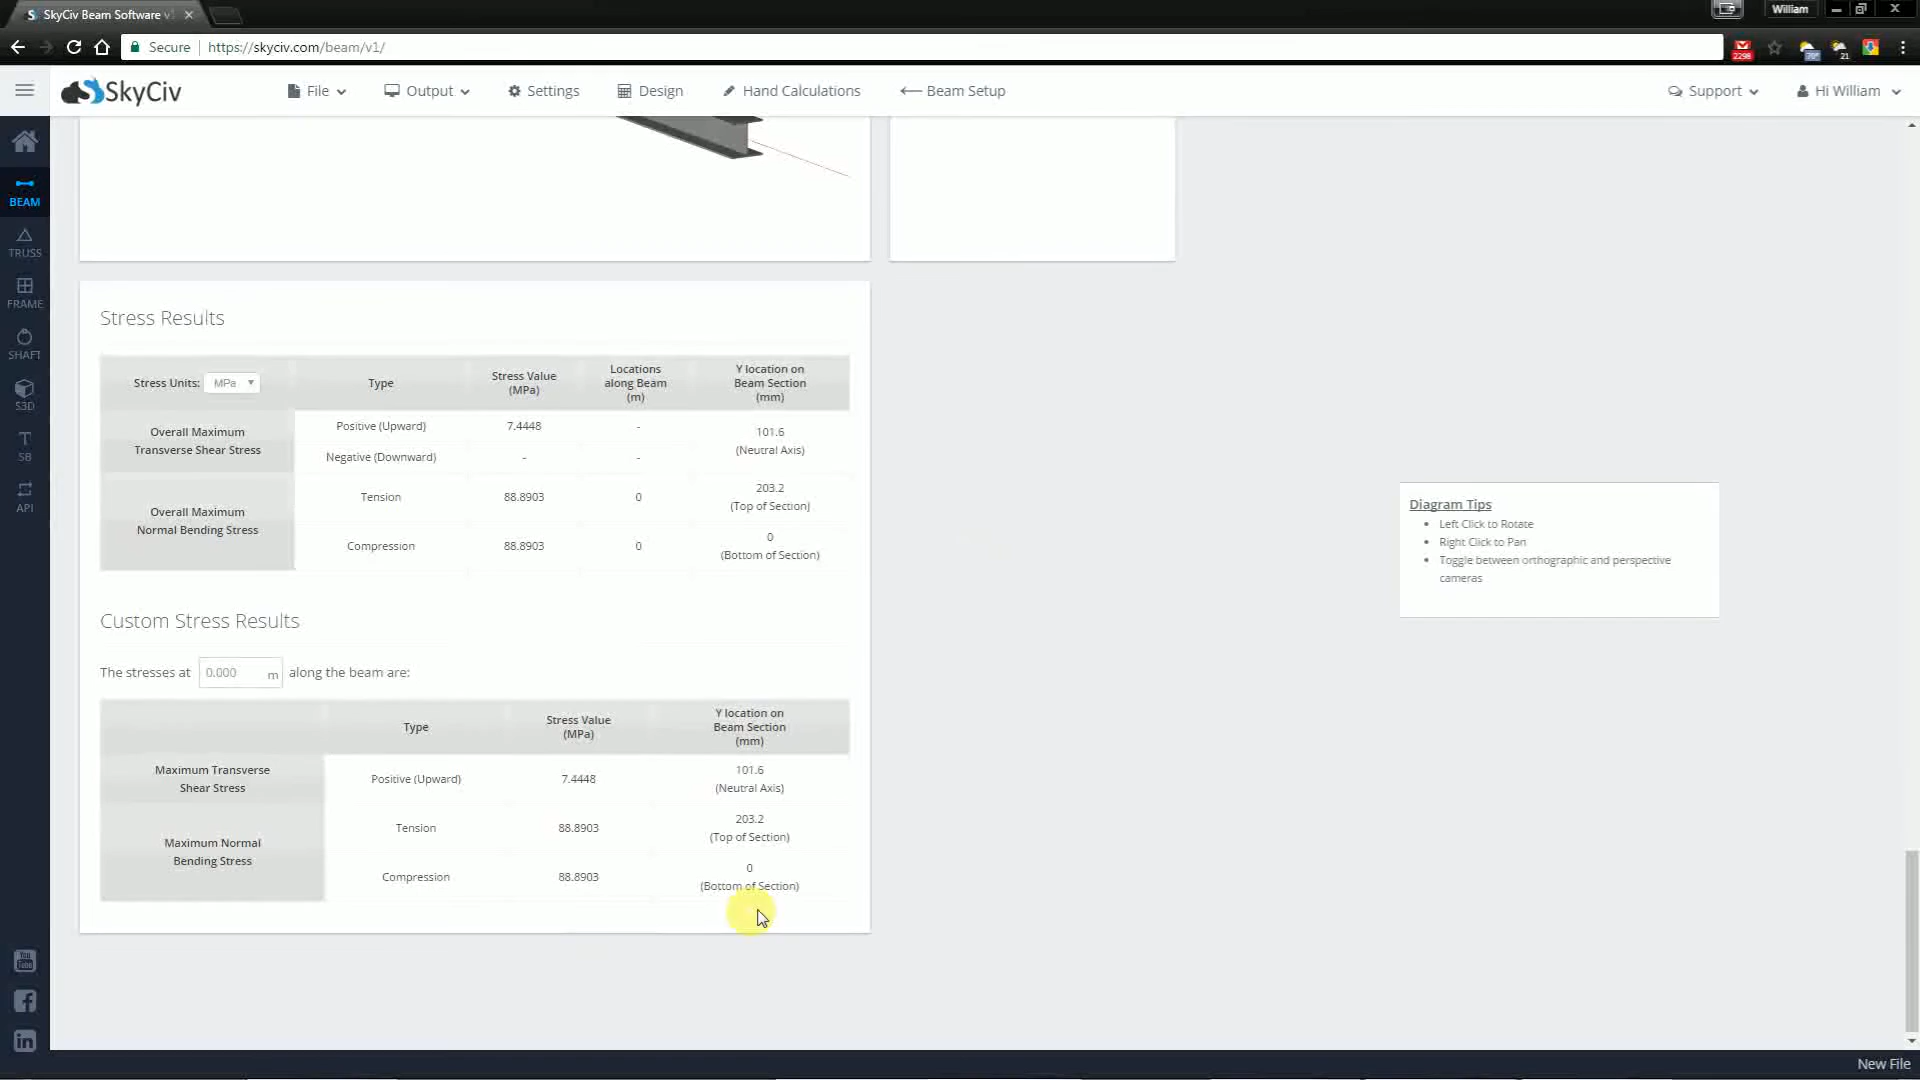 SkyCiv Beam Software v
William
Secure
https://skyciv.com/beam/v1/
2298
21
SkyCiv
File
Output
Settings
Design
Hand Calculations
Beam Setup
Support
Hi William
BEAM
TRUSS
FRAME
SHAFT
S3D
SB
API
Stress Results
Stress Units: MPa
Type
Stress Value
(MPa)
Locations
along Beam
(m)
Y location on
Beam Section
(mm)
Overall Maximum
Transverse Shear Stress
Positive (Upward)
7.4448
-
101.6
(Neutral Axis)
Negative (Downward)
-
-
Overall Maximum
Normal Bending Stress
Tension
88.8903
0
203.2
(Top of Section)
Compression
88.8903
0
0
(Bottom of Section)
Diagram Tips
Left Click to Rotate
Right Click to Pan
Toggle between orthographic and perspective
cameras
Custom Stress Results
The stresses at 0.000 m along the beam are:
Type
Stress Value
(MPa)
Y location on
Beam Section
(mm)
Maximum Transverse
Shear Stress
Positive (Upward)
7.4448
101.6
(Neutral Axis)
Maximum Normal
Bending Stress
Tension
88.8903
203.2
(Top of Section)
Compression
88.8903
0
(Bottom of Section)
You
Tube
New File